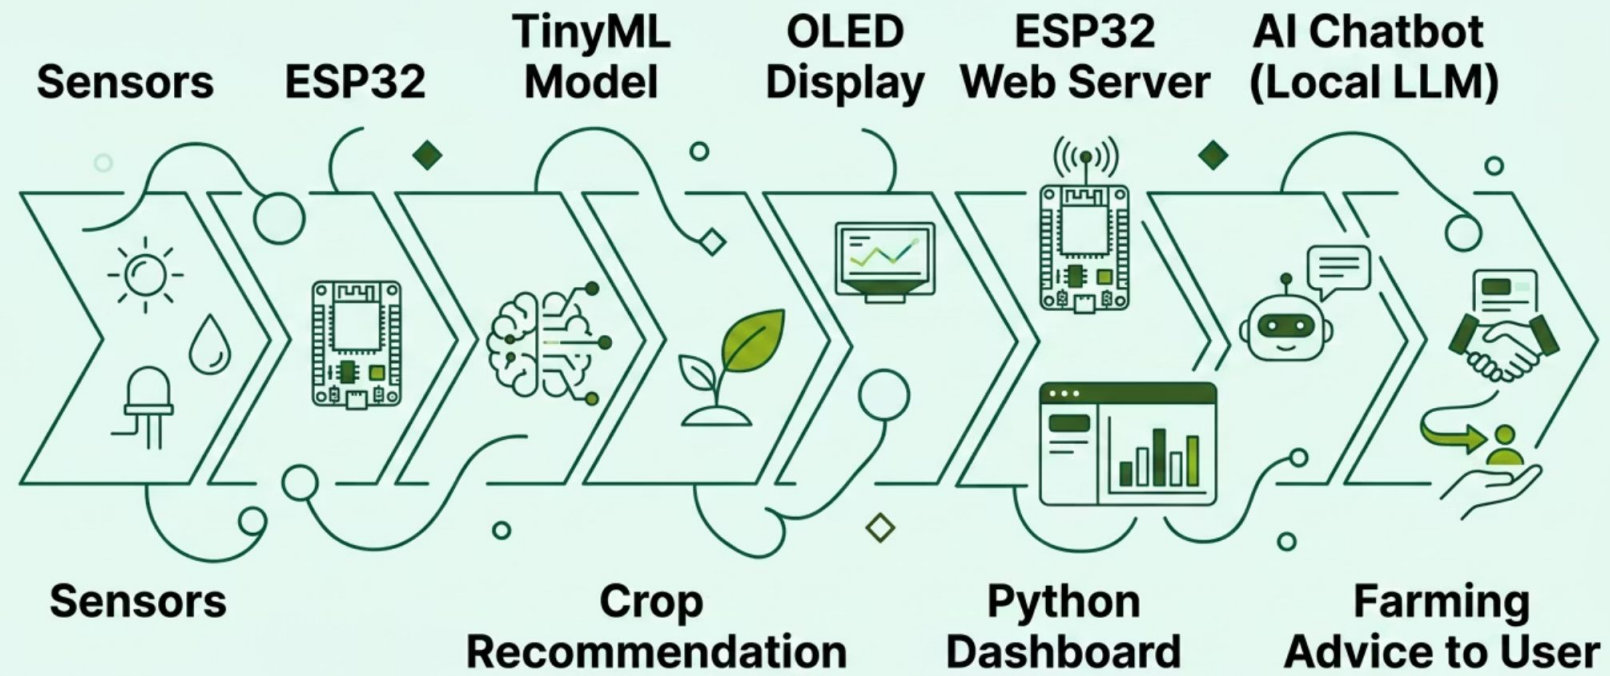 Sensors
ESP32
TinyML
Model
OLED
Display
ESP32
Web Server
AI Chatbot
(Local LLM)
Sensors
Crop
Recommendation
Python
Dashboard
Farming
Advice to User